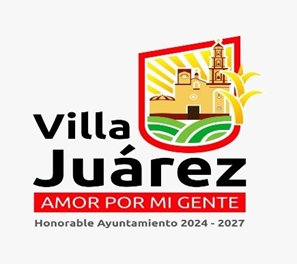 Villa
Juárez
AMOR POR MI GENTE
Honorable Ayuntamiento 2024 - 2027